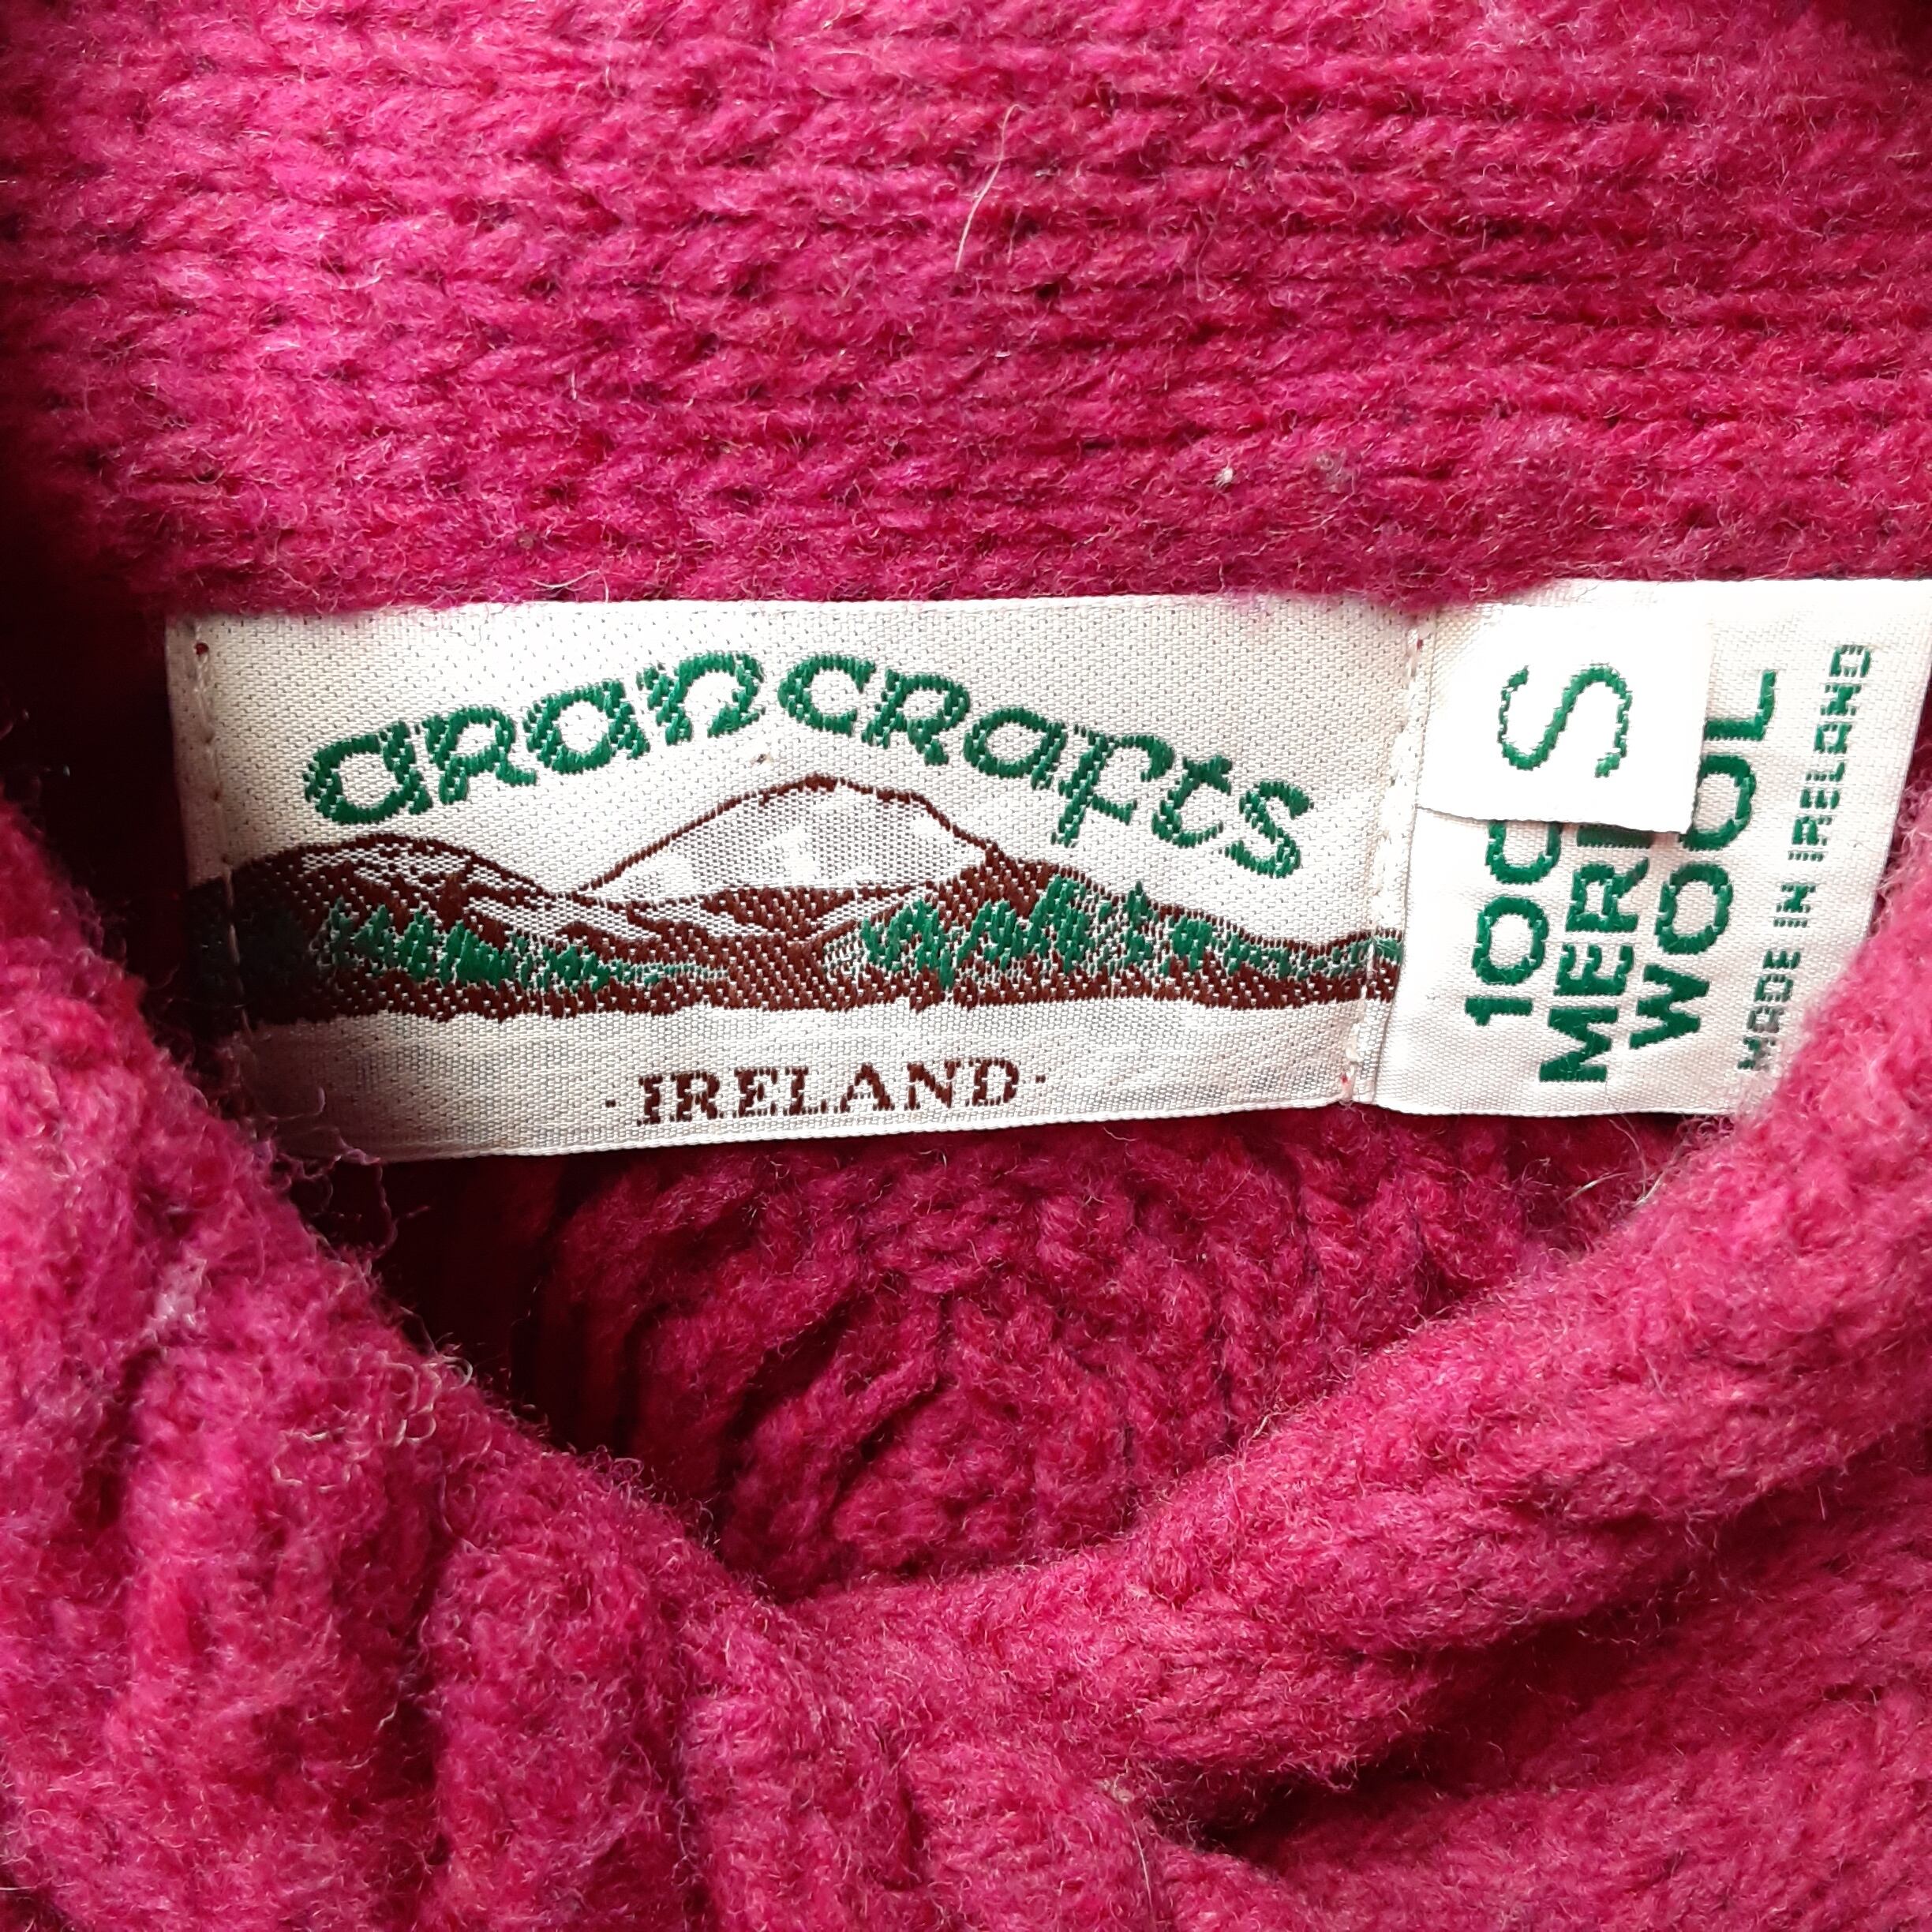 arancrafts
·IRELAND·
S
WOOL
MADE IN IRELAND